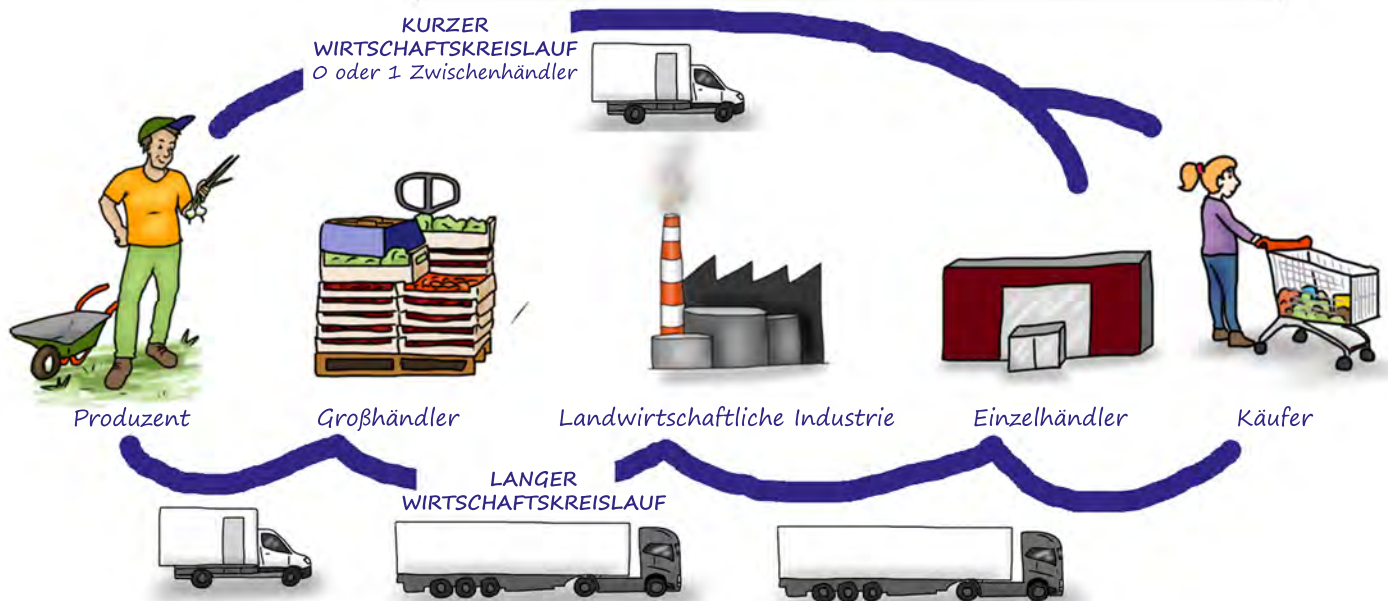 KURZER
WIRTSCHAFTSKREISLAUF
0 oder 1 Zwischenhändler
Produzent
Großhändler
Landwirtschaftliche Industrie
Einzelhändler
Käufer
LANGER
WIRTSCHAFTSKREISLAUF